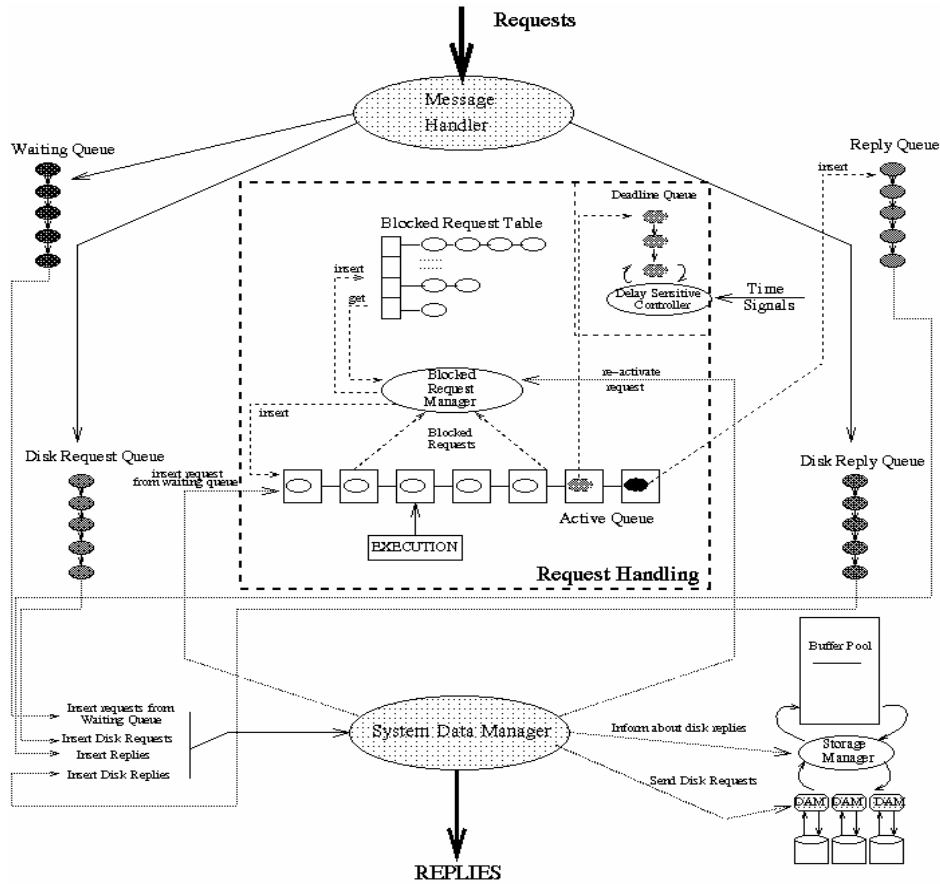 Requests
Message
Handler
Waiting Queue
Reply Queue
insert
Deadline Queue
Blocked Request Table
......
insert
get
Delay Sensitive
Controller
Time
Signals
Blocked
Request
Manager
re-activate
request
insert
Blocked
Requests
Disk Request Queue
insert request
from waiting queue
Disk Reply Queue
Active Queue
EXECUTION
Request Handling
Buffer Pool
Insert requests from
Waiting Queue
Insert Disk Requests
Insert Replies
Insert Disk Replies
System Data Manager
Inform about disk replies
Storage
Manager
Send Disk Requests
DAM
DAM
DAM
REPLIES